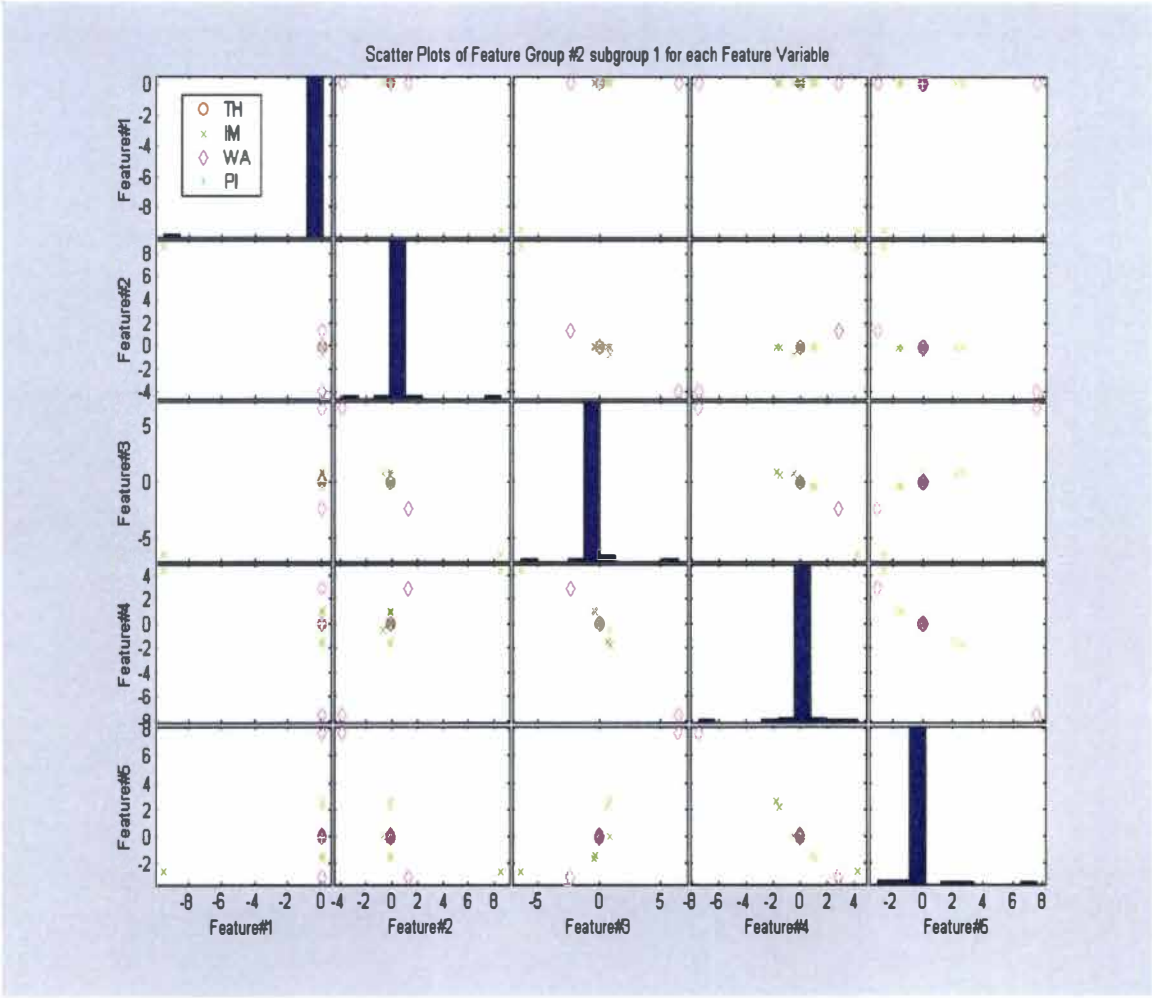 Scatter Plots of Feature Group #2 subgroup 1 for each Feature Variable
0
-2
-4
-6
-8
Feature#1
TH
IM
WA
PI
8
6
4
2
0
-2
-4
Feature#2
5
0
-5
Feature#3
4
2
0
-2
-4
-6
-8
Feature#4
8
6
4
2
0
-2
Feature#5
-8 -6 -4 -2 0
-4 -2 0 2 4 6 8
-5 0 5
-8 -6 -4 -2 0 2 4
-2 0 2 4 6 8
Feature#1 Feature#2 Feature#3 Feature#4 Feature#5